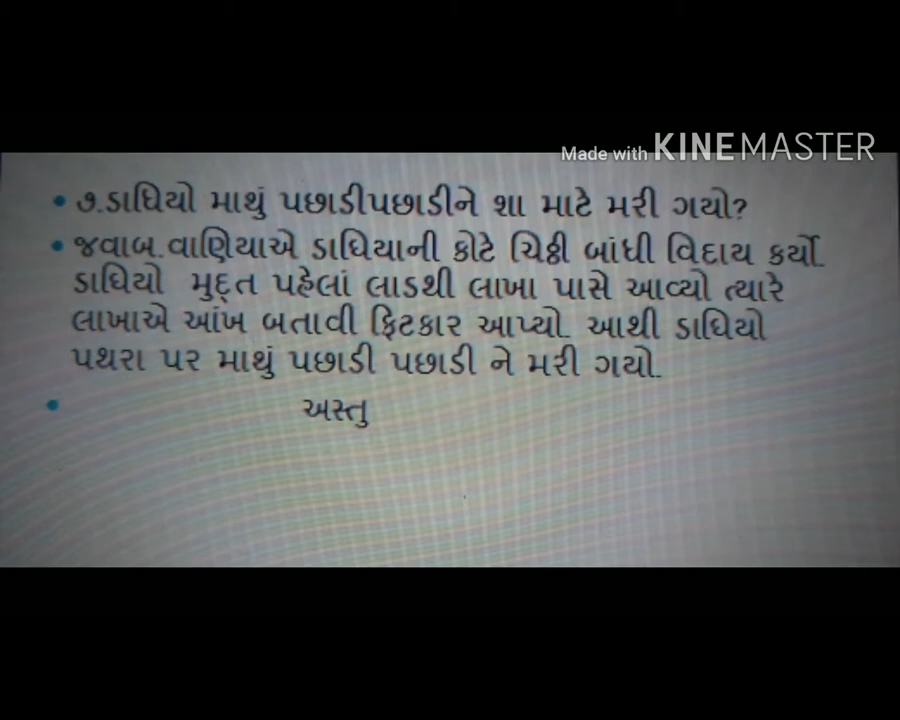 Made with KINEMASTER
• ૭.ડાઘિયો માથું પછાડીપછાડીને શા માટે મરી ગયો?
• જવાબ.વાણિયાએ ડાઘિયાની કોટે ચિઠ્ઠી બાંધી વિદાય કર્યો.
ડાઘિયો મુદ્દત પહેલાં લાડથી લાખા પાસે આવ્યો ત્યારે
લાખાએ આંખ બતાવી ફિટકાર આપ્યો. આથી ડાઘિયો
પથરા પર માથું પછાડી પછાડી ને મરી ગયો.
• અસ્તુ